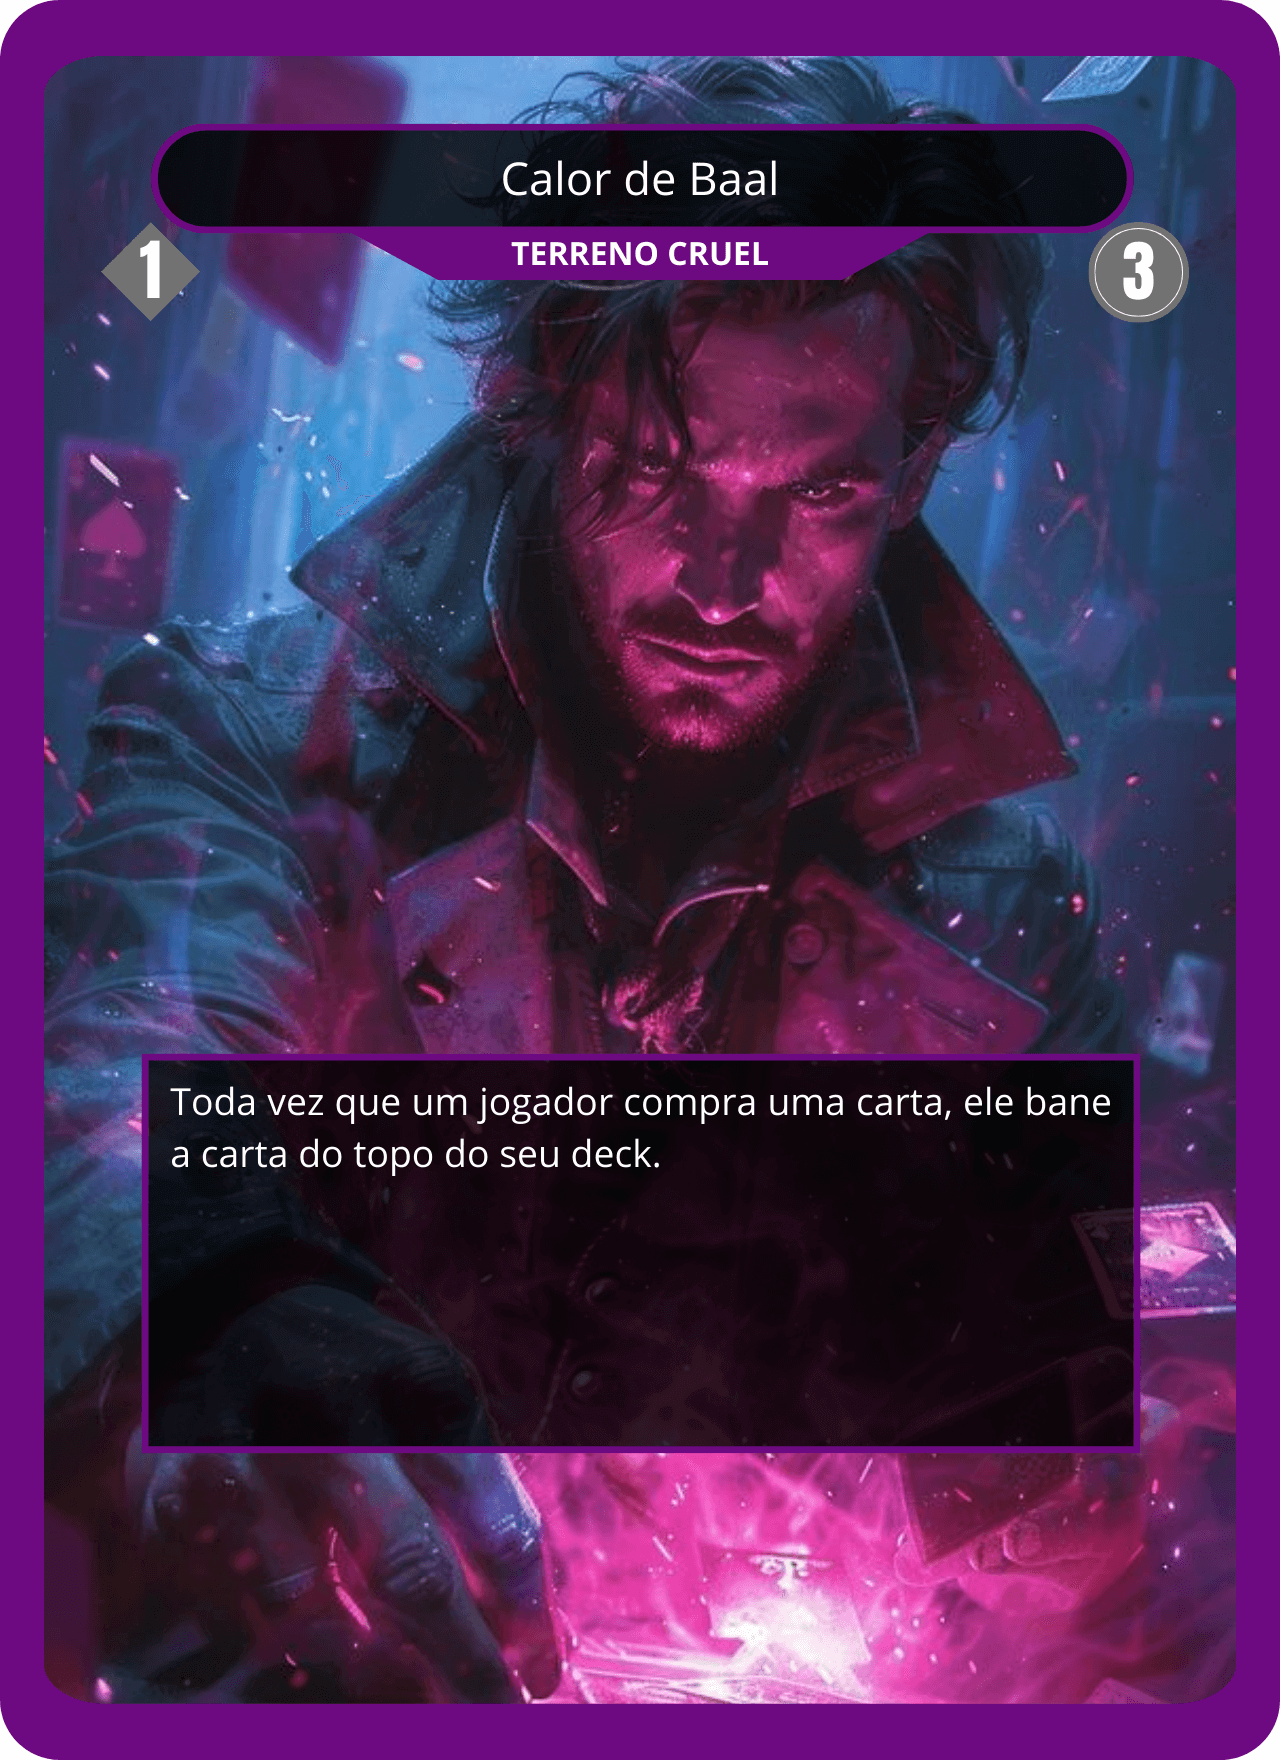 Calor de Baal
TERRENO CRUEL
1
3
Toda vez que um jogador compra uma carta, ele bane
a carta do topo do seu deck.